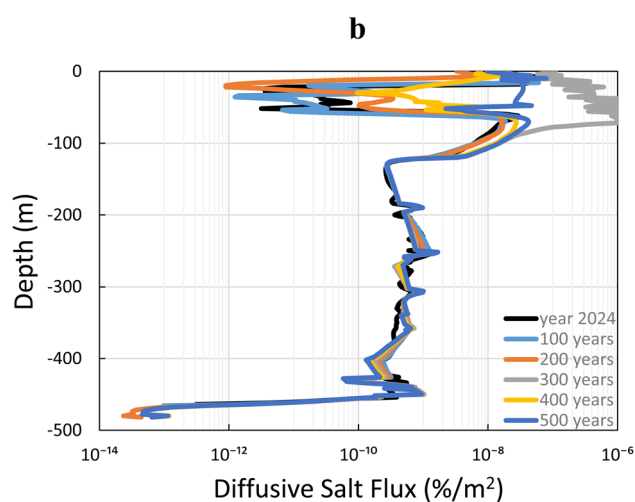 b
0
-100
-200
-300
-400
-500
Depth (m)
year 2024
100 years
200 years
300 years
400 years
500 years
10⁻¹⁴ 10⁻¹² 10⁻¹⁰ 10⁻⁸ 10⁻⁶
Diffusive Salt Flux (%/m²)